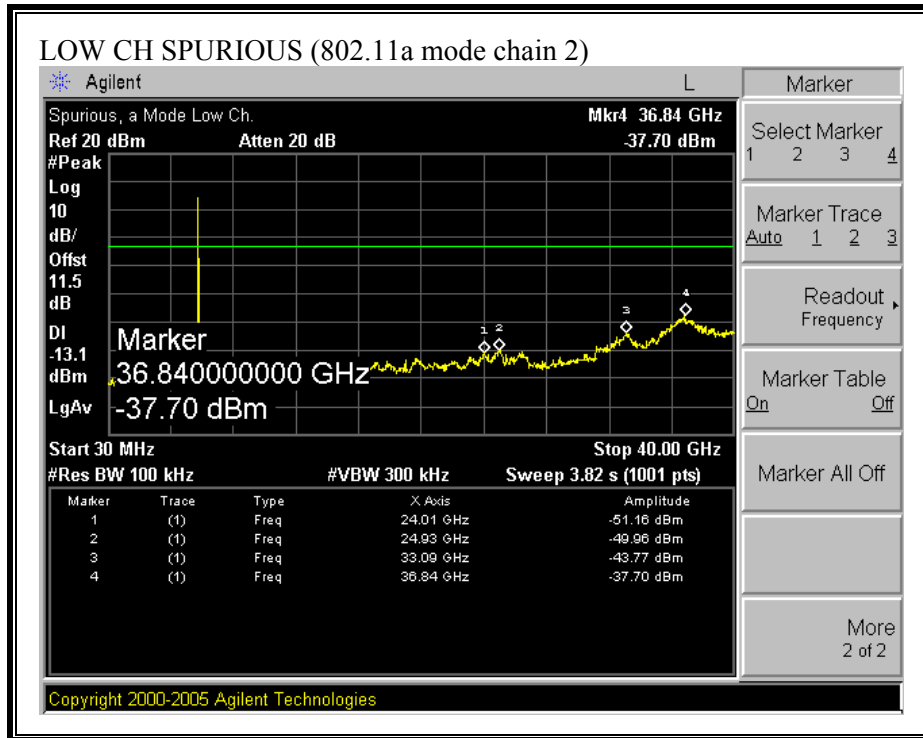 LOW CH SPURIOUS (802.11a mode chain 2)
Agilent L
Spurious, a Mode Low Ch. Mkr4 36.84 GHz
Ref 20 dBm Atten 20 dB -37.70 dBm
#Peak
Log
10
dB/
Offst
11.5
dB
DI
-13.1
dBm
LgAv
1 2 3 4
Marker
36.840000000 GHz
-37.70 dBm
Start 30 MHz Stop 40.00 GHz
#Res BW 100 kHz #VBW 300 kHz Sweep 3.82 s (1001 pts)
Marker Trace Type X Axis Amplitude
1 (1) Freq 24.01 GHz -51.16 dBm
2 (1) Freq 24.93 GHz -49.96 dBm
3 (1) Freq 33.09 GHz -43.77 dBm
4 (1) Freq 36.84 GHz -37.70 dBm
Copyright 2000-2005 Agilent Technologies
Marker
Select Marker
1 2 3 4
Marker Trace
Auto 1 2 3
Readout
Frequency
Marker Table
On Off
Marker All Off
More
2 of 2